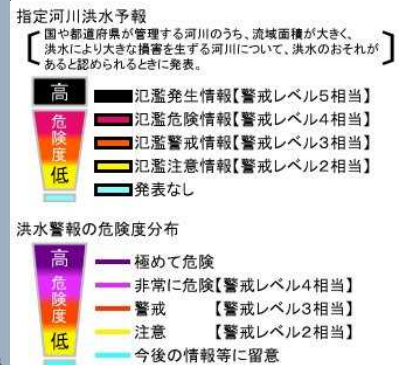 指定河川洪水予報
国や都道府県が管理する河川のうち、流域面積が大きく、
洪水により大きな損害を生ずる河川について、洪水のおそれが
あると認められるときに発表。
高
危険度
低
氾濫発生情報【警戒レベル5相当】
氾濫危険情報【警戒レベル4相当】
氾濫警戒情報【警戒レベル3相当】
氾濫注意情報【警戒レベル2相当】
発表なし
洪水警報の危険度分布
高
危険度
低
極めて危険
非常に危険【警戒レベル4相当】
警戒 【警戒レベル3相当】
注意 【警戒レベル2相当】
今後の情報等に留意